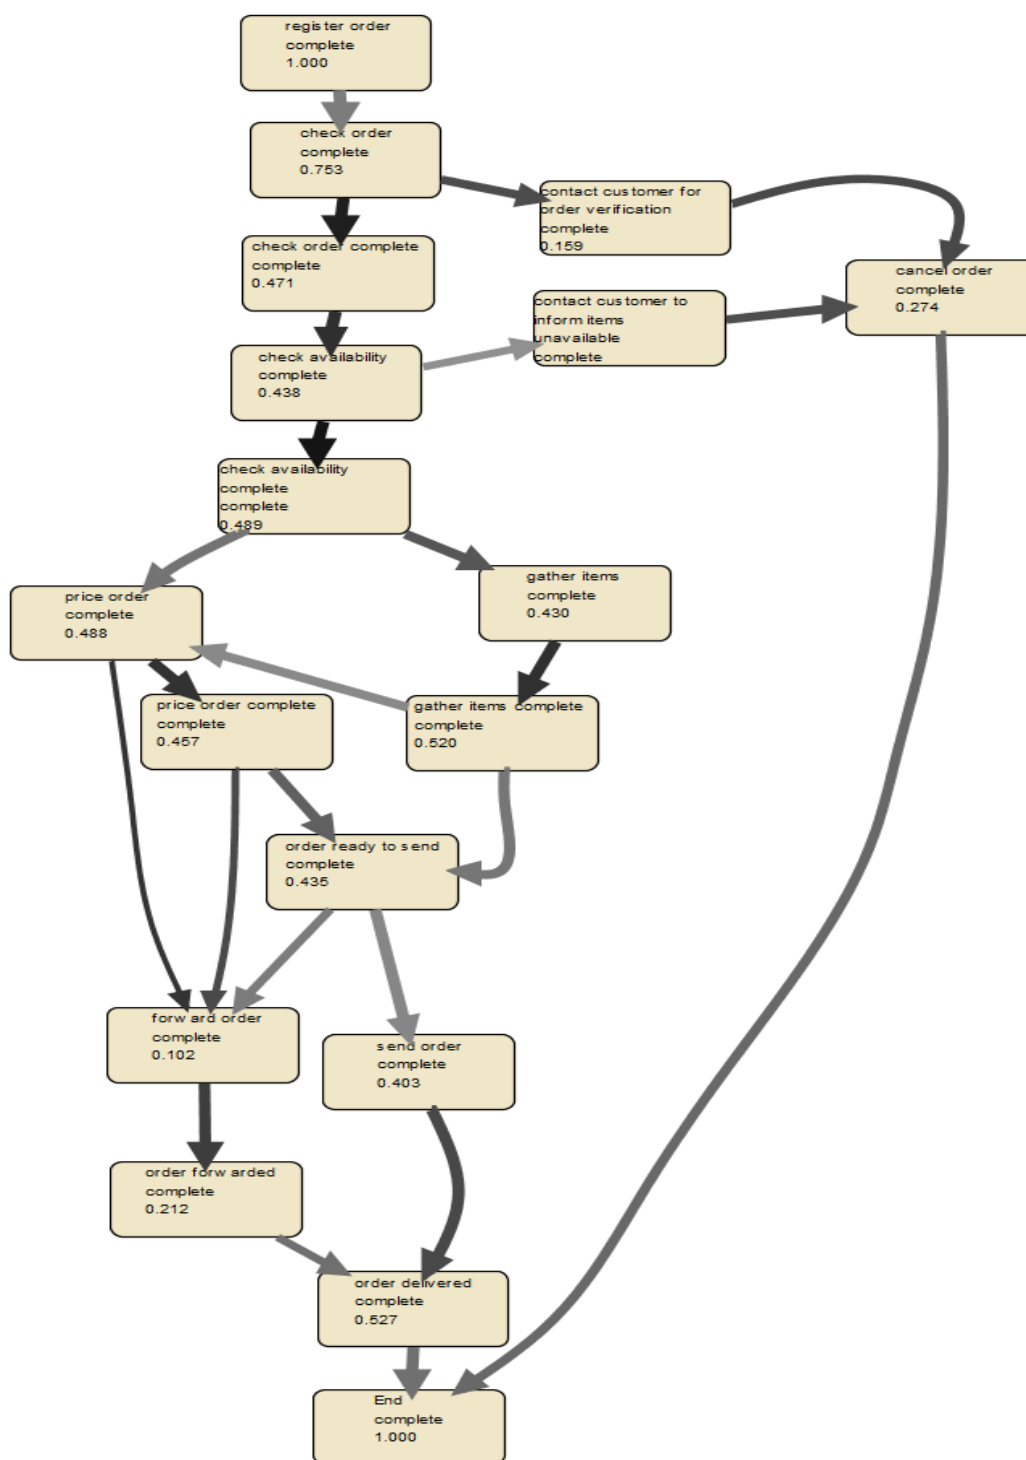 register order
complete
1.000
check order
complete
0.753
contact customer for
order verification
complete
0.159
check order complete
complete
0.471
cancel order
complete
0.274
contact customer to
inform items
unavailable
complete
check availability
complete
0.438
check availability
complete
complete
0.489
gather items
complete
0.430
price order
complete
0.488
price order complete
complete
0.457
gather items complete
complete
0.520
order ready to send
complete
0.435
forward order
complete
0.102
send order
complete
0.403
order forwarded
complete
0.212
order delivered
complete
0.527
End
complete
1.000